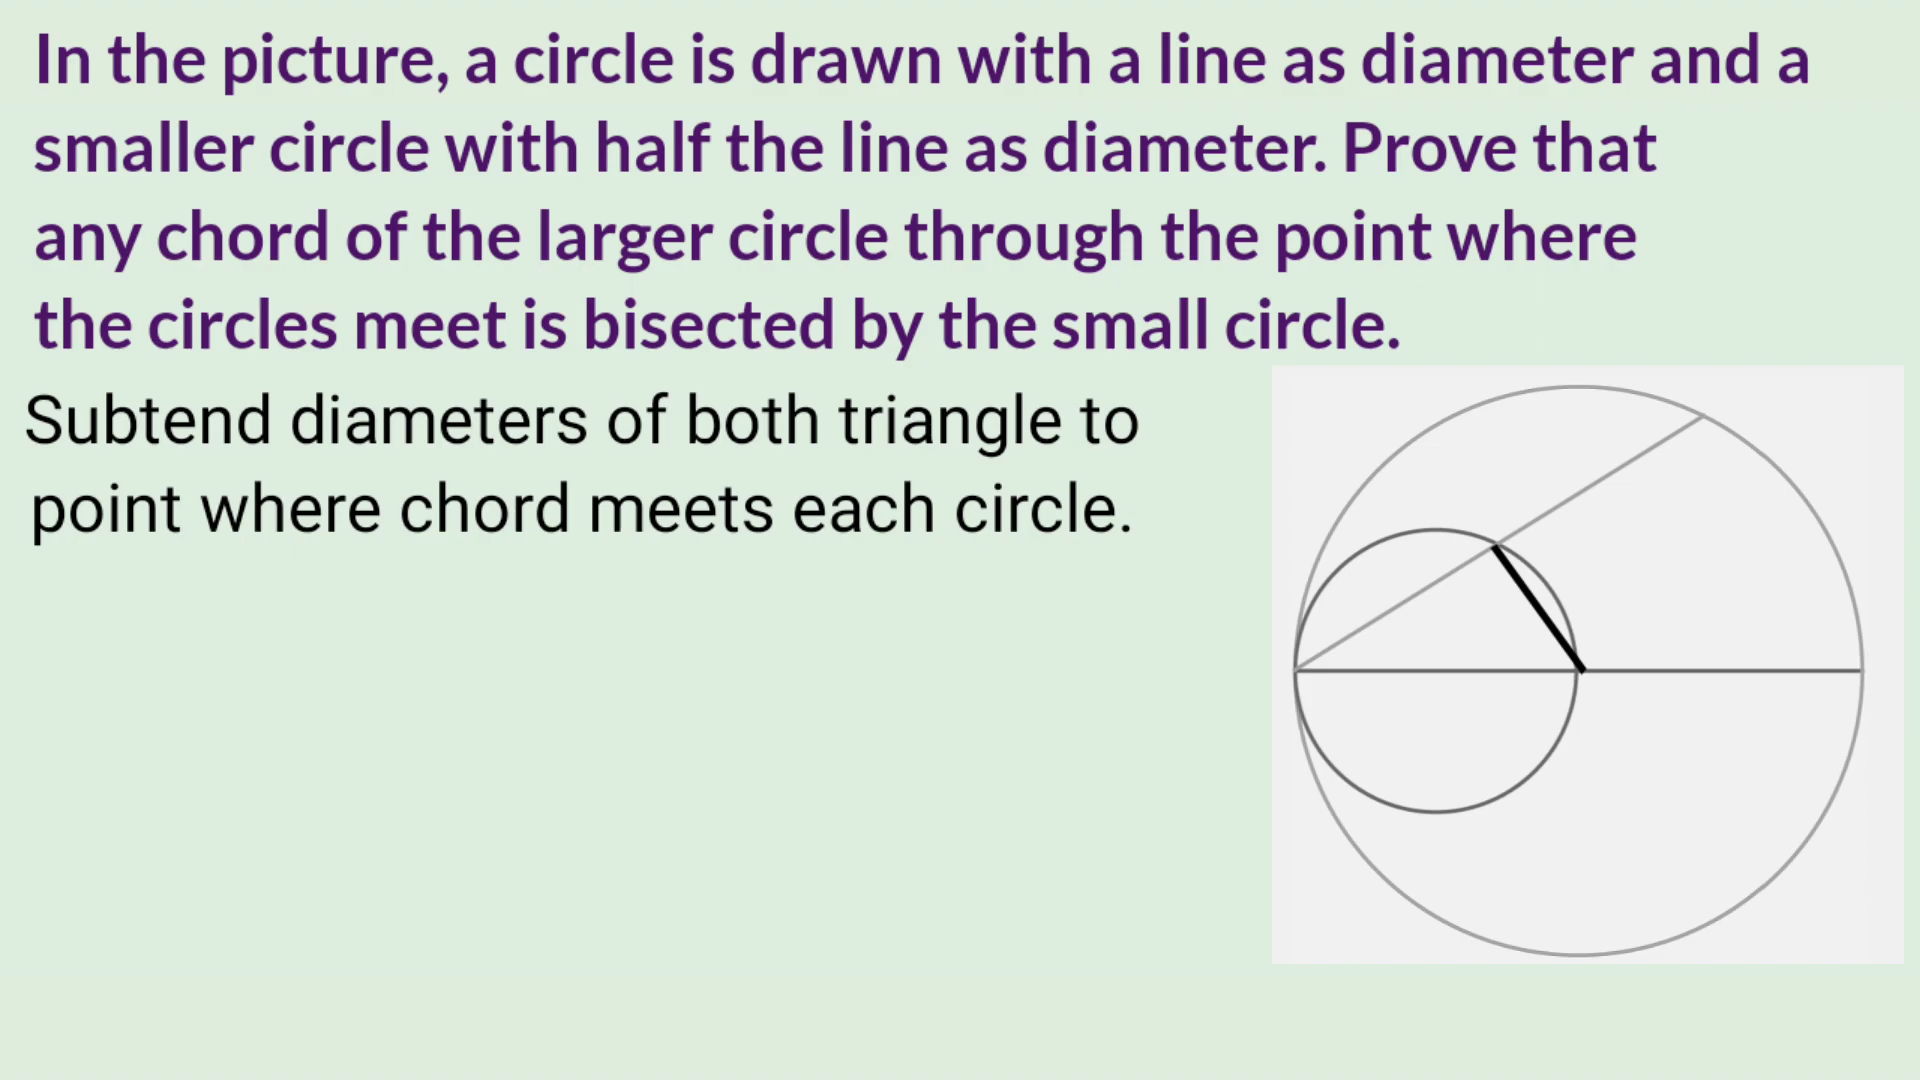 In the picture, a circle is drawn with a line as diameter and a
smaller circle with half the line as diameter. Prove that
any chord of the larger circle through the point where
the circles meet is bisected by the small circle.
Subtend diameters of both triangle to
point where chord meets each circle.